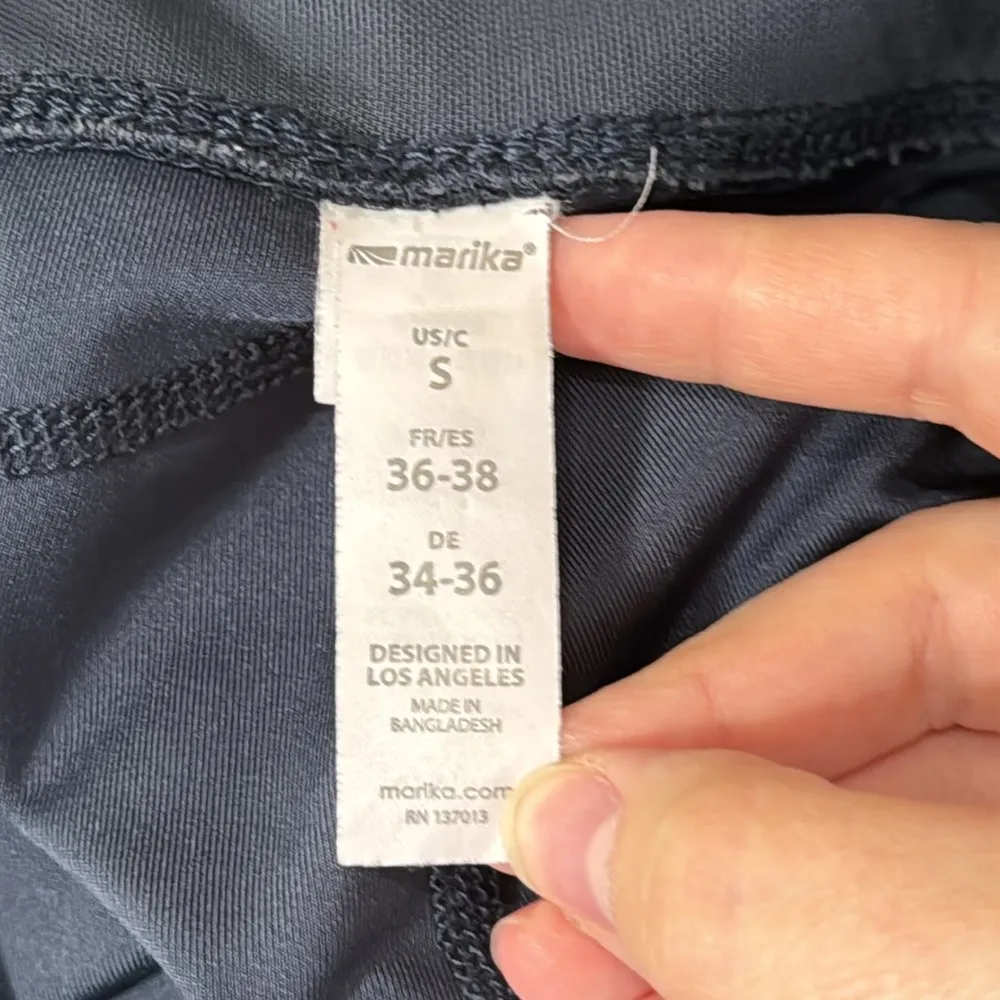 marika®
US/C
S
FR/ES
36-38
DE
34-36
DESIGNED IN
LOS ANGELES
MADE IN
BANGLADESH
marika.com
RN 137013